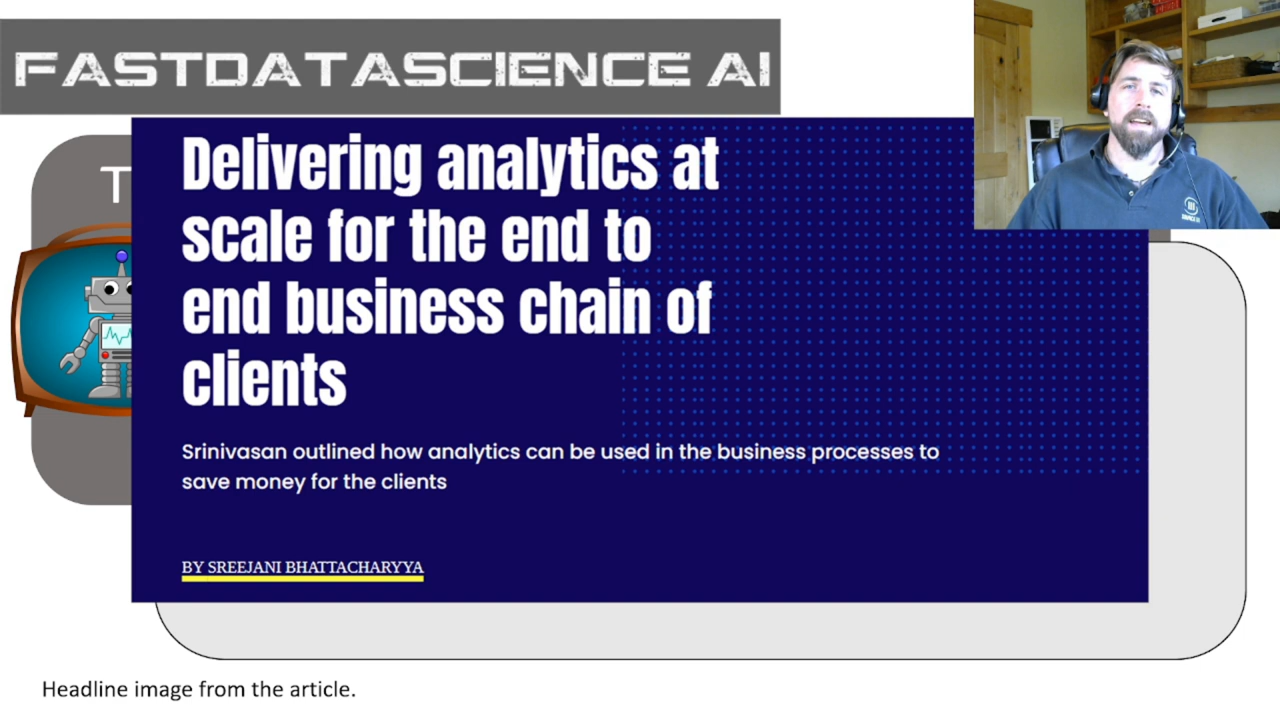 FASTDATASCIENCE AI
T
Delivering analytics at
scale for the end to
end business chain of
clients
Srinivasan outlined how analytics can be used in the business processes to
save money for the clients
BY SREEJANI BHATTACHARYYA
Headline image from the article.